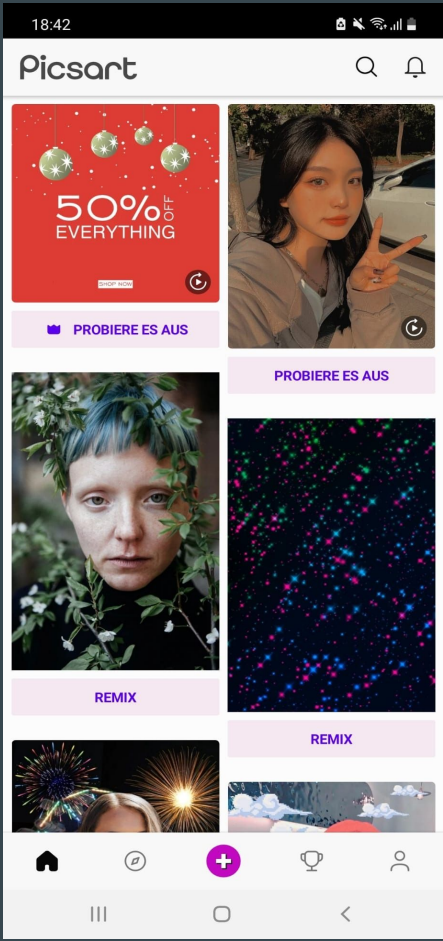 18:42
Picsart
50% OFF
EVERYTHING
SHOP NOW
PROBIERE ES AUS
PROBIERE ES AUS
REMIX
REMIX